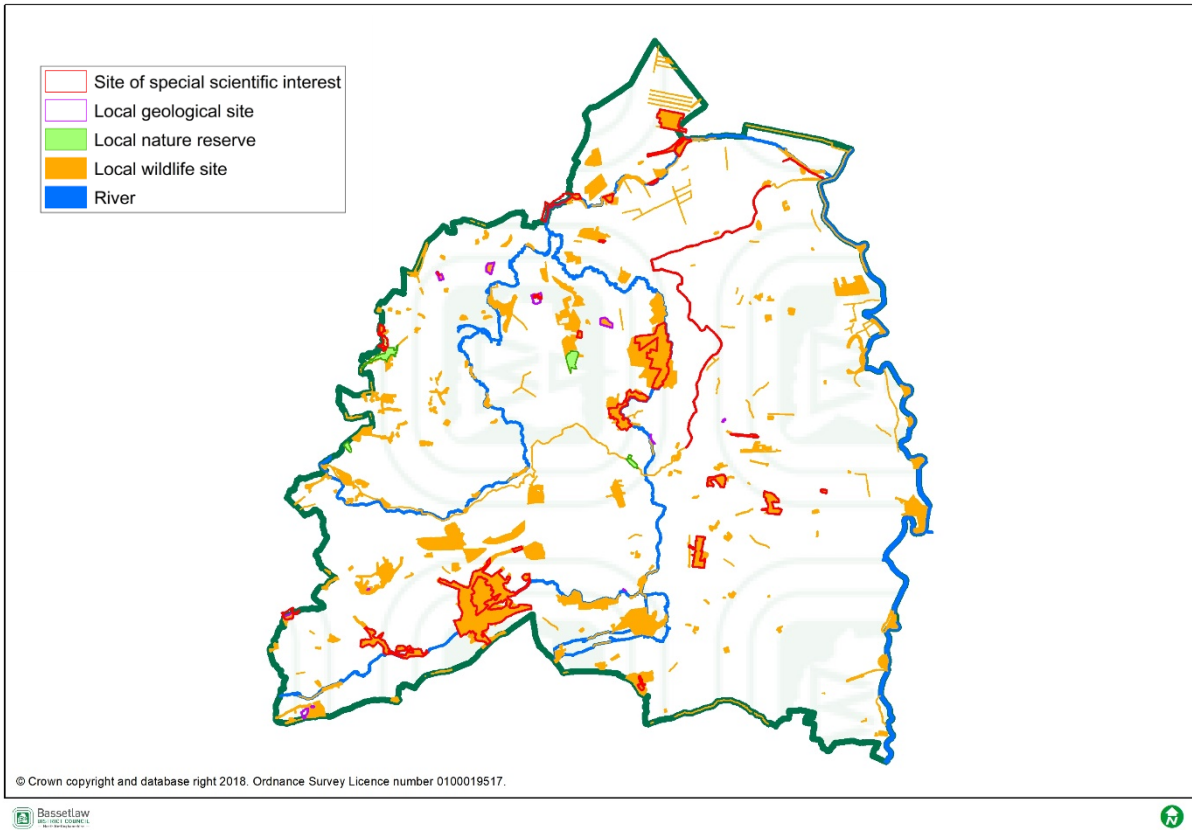 Site of special scientific interest
Local geological site
Local nature reserve
Local wildlife site
River
© Crown copyright and database right 2018. Ordnance Survey Licence number 0100019517.
Bassetlaw
DISTRICT COUNCIL
N